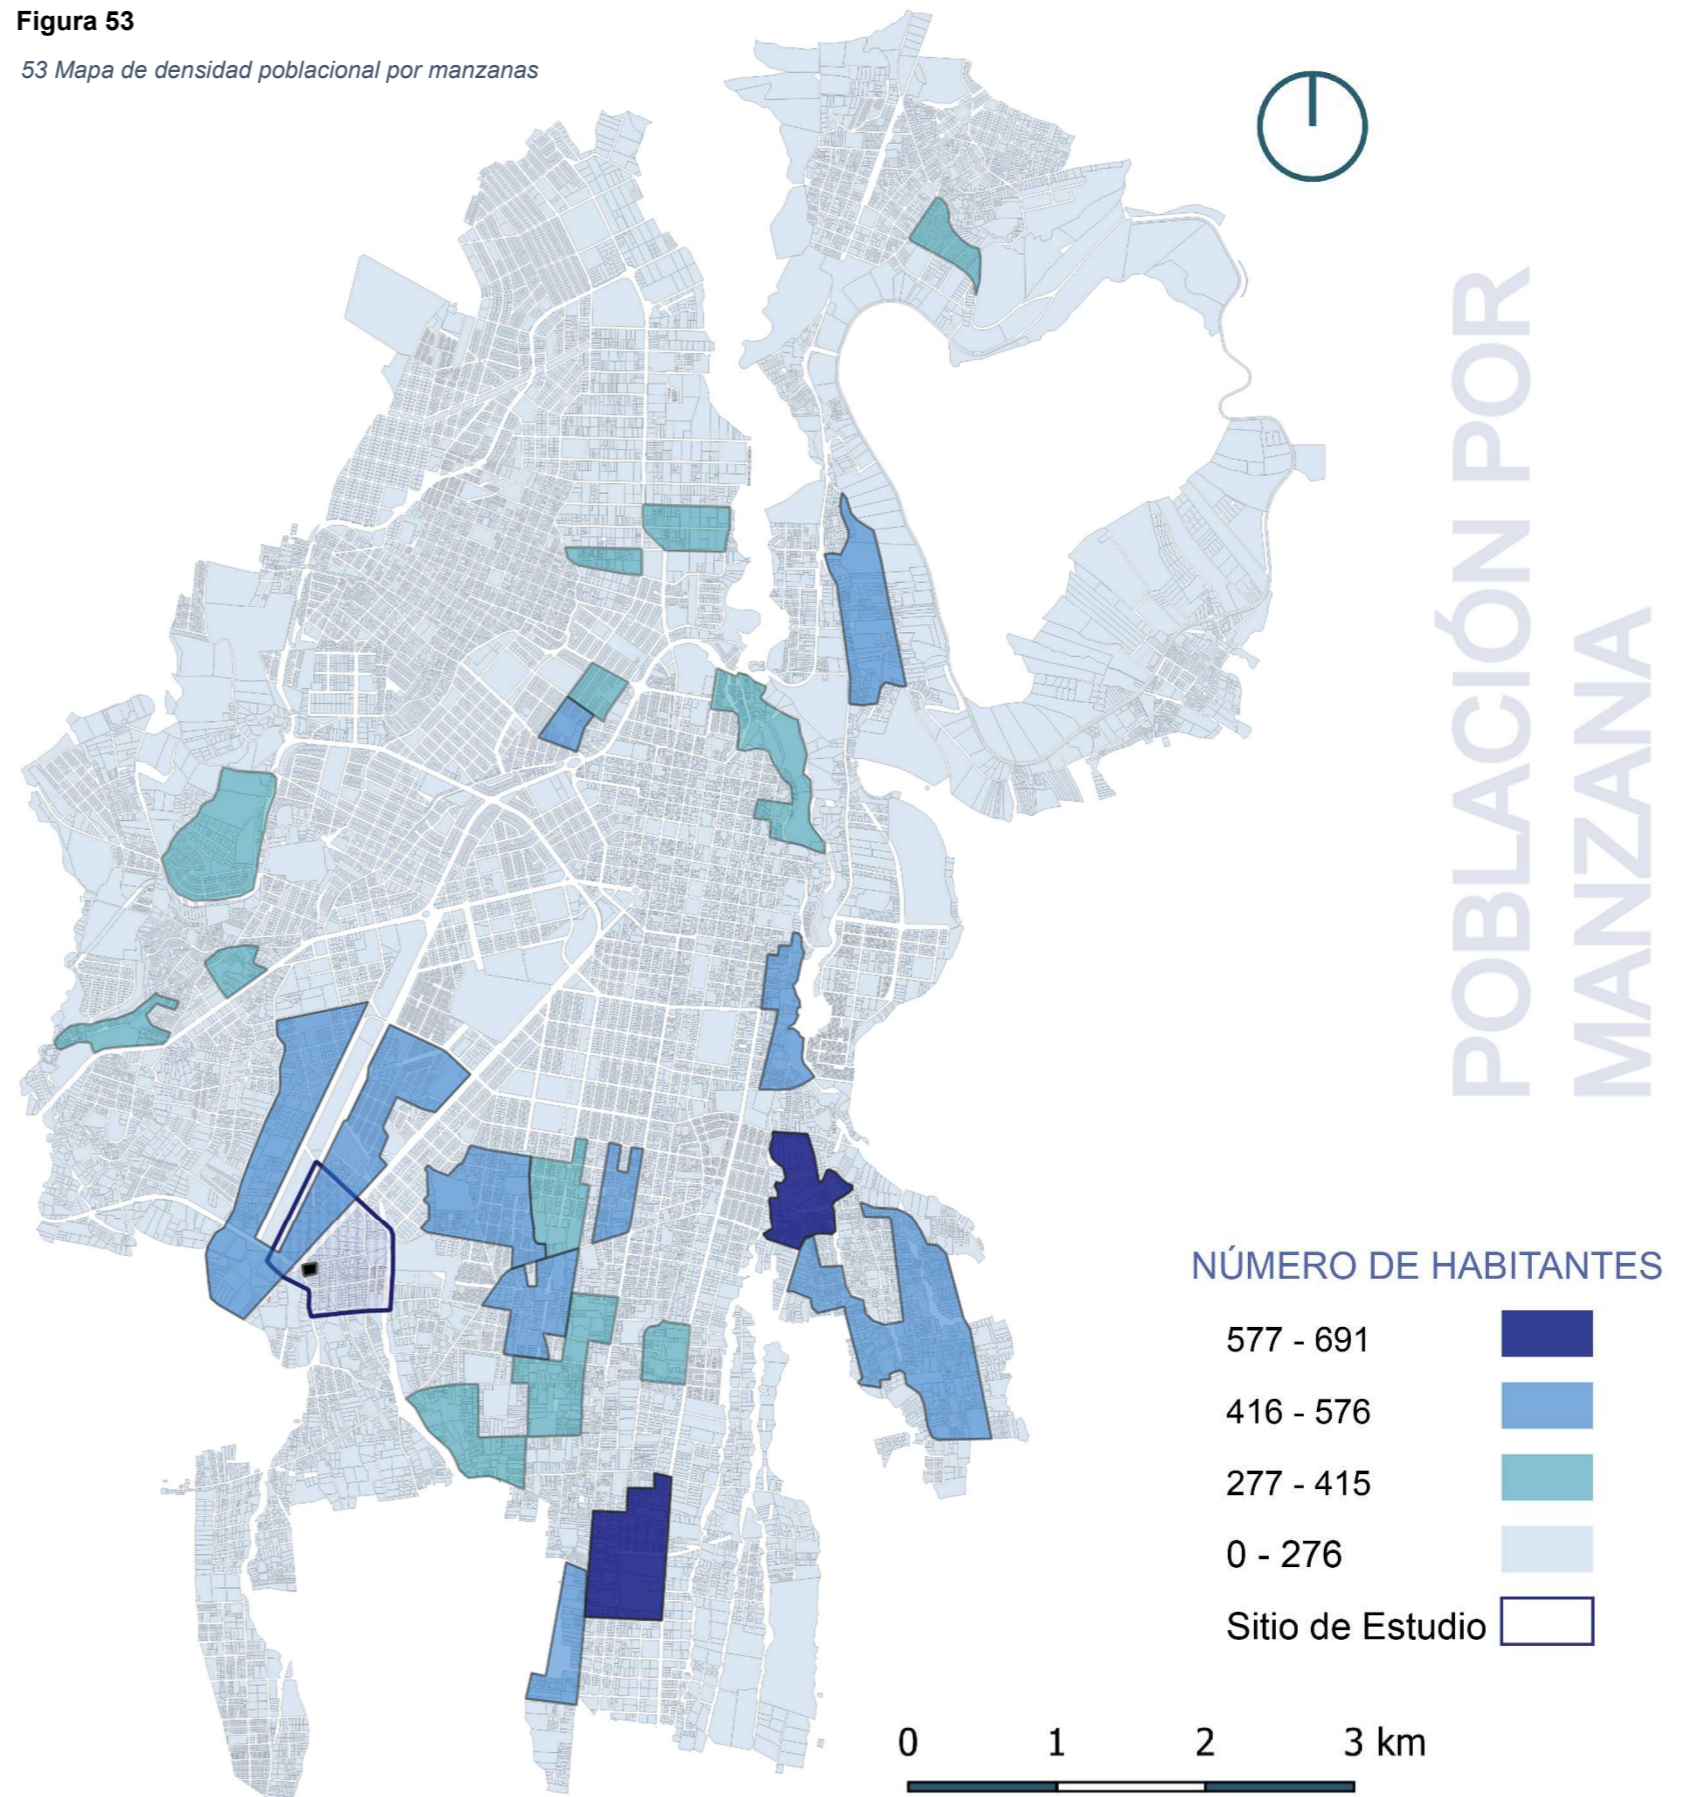 Figura 53
53 Mapa de densidad poblacional por manzanas
POBLACIÓN POR
MANZANA
NÚMERO DE HABITANTES
577 - 691
416 - 576
277 - 415
0 - 276
Sitio de Estudio
0 1 2 3 km